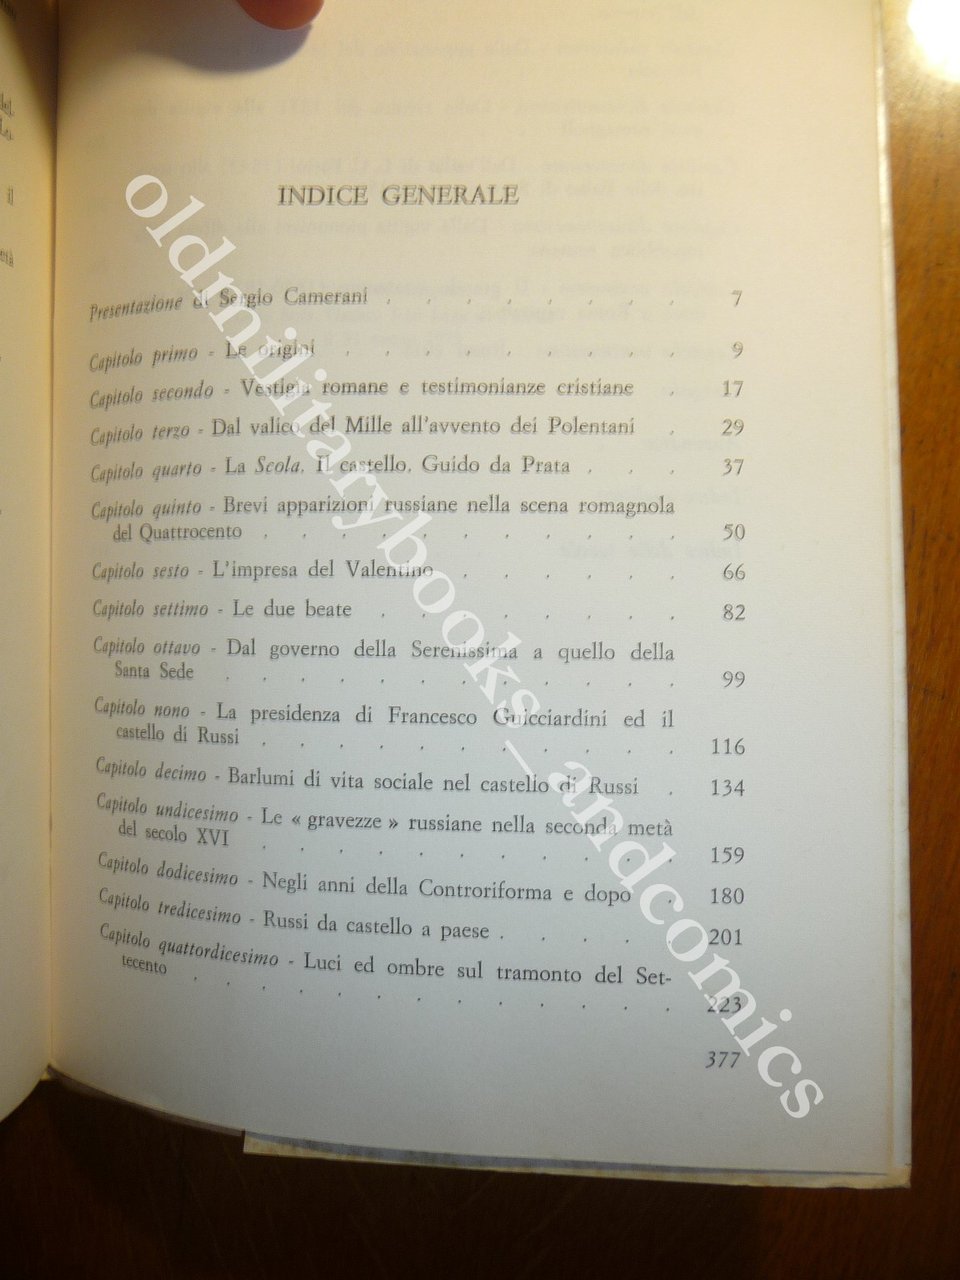 INDICE GENERALE
Presentazione di Sergio Camerani . . . . . . . . 7
Capitolo primo - Le origini . . . . . . . . . 9
Capitolo secondo - Vestigia romane e testimonianze cristiane . 17
Capitolo terzo - Dal valico del Mille all'avvento dei Polentani . 29
Capitolo quarto - La Scola. Il castello. Guido da Prata . . . 37
Capitolo quinto - Brevi apparizioni russiane nella scena romagnola
del Quattrocento . . . . . . . . . . . 50
Capitolo sesto - L'impresa del Valentino . . . . . . 66
Capitolo settimo - Le due beate . . . . . . . . 82
Capitolo ottavo - Dal governo della Serenissima a quello della
Santa Sede . . . . . . . . . . . . 99
Capitolo nono - La presidenza di Francesco Guicciardini ed il
castello di Russi . . . . . . . . . . . 116
Capitolo decimo - Barlumi di vita sociale nel castello di Russi . 134
Capitolo undicesimo - Le « gravezze » russiane nella seconda metà
del secolo XVI . . . . . . . . . . . 159
Capitolo dodicesimo - Negli anni della Controriforma e dopo . 180
Capitolo tredicesimo - Russi da castello a paese . . . . . 201
Capitolo quattordicesimo - Luci ed ombre sul tramonto del Set-
tecento . . . . . . . . . . . . . 223
377
oldmilitarybooks_andcomics